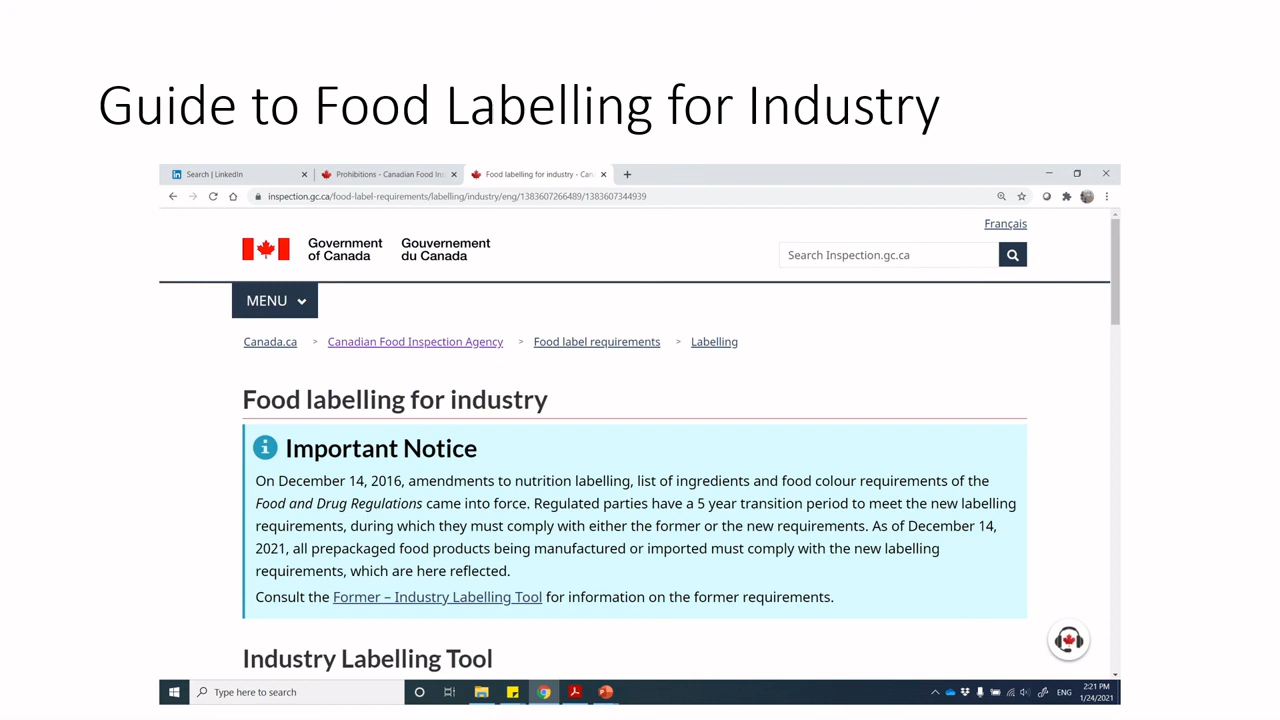 Guide to Food Labelling for Industry
Search | LinkedIn
Prohibitions - Canadian Food Ins
Food labelling for industry - Can
inspection.gc.ca/food-label-requirements/labelling/industry/eng/1383607266489/1383607344939
Français
Government of Canada
Gouvernement du Canada
Search Inspection.gc.ca
MENU
Canada.ca > Canadian Food Inspection Agency > Food label requirements > Labelling
Food labelling for industry
Important Notice
On December 14, 2016, amendments to nutrition labelling, list of ingredients and food colour requirements of the
Food and Drug Regulations came into force. Regulated parties have a 5 year transition period to meet the new labelling
requirements, during which they must comply with either the former or the new requirements. As of December 14,
2021, all prepackaged food products being manufactured or imported must comply with the new labelling
requirements, which are here reflected.
Consult the Former – Industry Labelling Tool for information on the former requirements.
Industry Labelling Tool
Type here to search
ENG
2:21 PM
1/24/2021